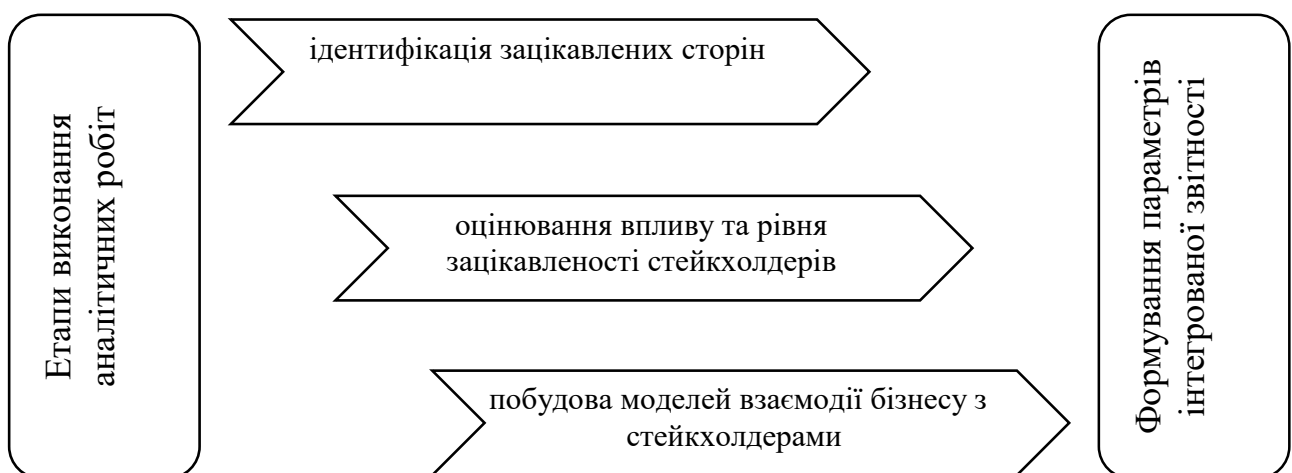 Етапи виконання
аналітичних робіт
ідентифікація зацікавлених сторін
оцінювання впливу та рівня
зацікавленості стейкхолдерів
побудова моделей взаємодії бізнесу з
стейкхолдерами
Формування параметрів
інтегрованої звітності